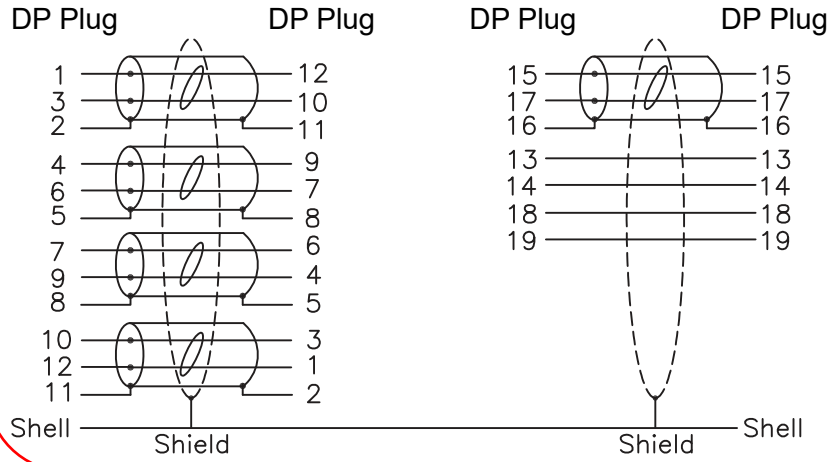 DP Plug DP Plug DP Plug DP Plug
1 12 15 15
3 10 17 17
2 11 16 16
4 9 13 13
6 7 14 14
5 8 18 18
7 6 19 19
9 4
8 5
10 3
12 1
11 2
Shell Shell
Shield Shield